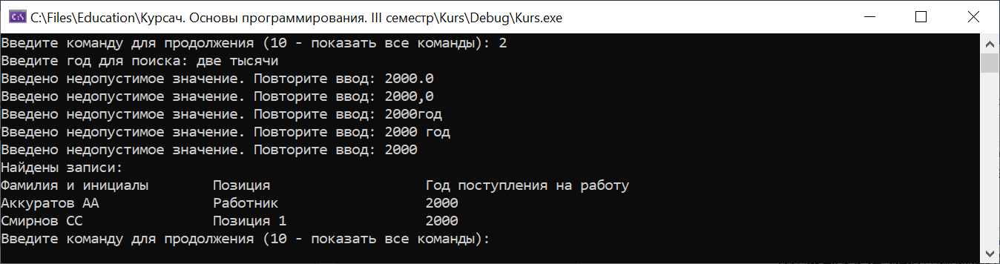 C:\Files\Education\Курсач. Основы программирования. III семестр\Kurs\Debug\Kurs.exe
Введите команду для продолжения (10 - показать все команды): 2
Введите год для поиска: две тысячи
Введено недопустимое значение. Повторите ввод: 2000.0
Введено недопустимое значение. Повторите ввод: 2000,0
Введено недопустимое значение. Повторите ввод: 2000год
Введено недопустимое значение. Повторите ввод: 2000 год
Введено недопустимое значение. Повторите ввод: 2000
Найдены записи:
Фамилия и инициалы Позиция Год поступления на работу
Аккуратов АА Работник 2000
Смирнов СС Позиция 1 2000
Введите команду для продолжения (10 - показать все команды):